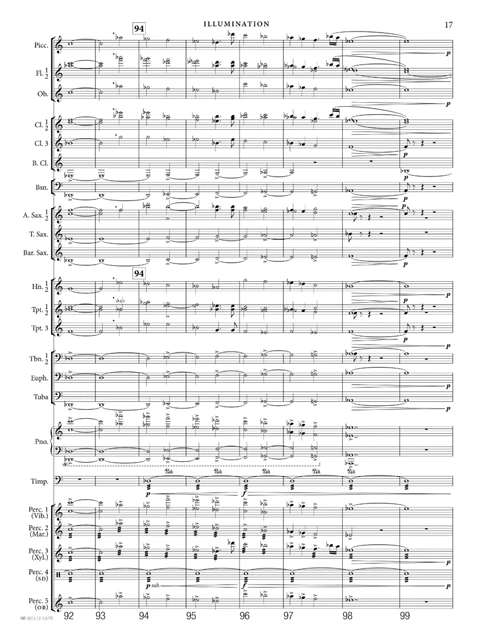 ILLUMINATION 17
94
Picc.
Fl. 1 2
Ob.
p
Cl. 1 2
Cl. 3
B. Cl.
p
Bsn.
A. Sax. 1 2
T. Sax.
Bar. Sax.
p
94
Hn. 1 2
Tpt. 1 2
Tpt. 3
p
Tbn. 1 2
Euph.
Tuba
p
Pno.
Timp.
p f
Perc. 1
(Vib.)
Perc. 2
(Mar.)
Perc. 3
(Xyl.)
Perc. 4
(SD)
p sub f
Perc. 5
92 93 94 95 96 97 98 99